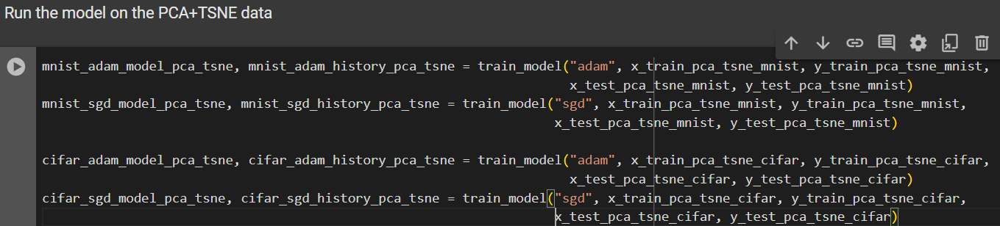 Run the model on the PCA+TSNE data
mnist_adam_model_pca_tsne, mnist_adam_history_pca_tsne = train_model("adam", x_train_pca_tsne_mnist, y_train_pca_tsne_mnist,
x_test_pca_tsne_mnist, y_test_pca_tsne_mnist)
mnist_sgd_model_pca_tsne, mnist_sgd_history_pca_tsne = train_model("sgd", x_train_pca_tsne_mnist, y_train_pca_tsne_mnist,
x_test_pca_tsne_mnist, y_test_pca_tsne_mnist)
cifar_adam_model_pca_tsne, cifar_adam_history_pca_tsne = train_model("adam", x_train_pca_tsne_cifar, y_train_pca_tsne_cifar,
x_test_pca_tsne_cifar, y_test_pca_tsne_cifar)
cifar_sgd_model_pca_tsne, cifar_sgd_history_pca_tsne = train_model("sgd", x_train_pca_tsne_cifar, y_train_pca_tsne_cifar,
x_test_pca_tsne_cifar, y_test_pca_tsne_cifar)